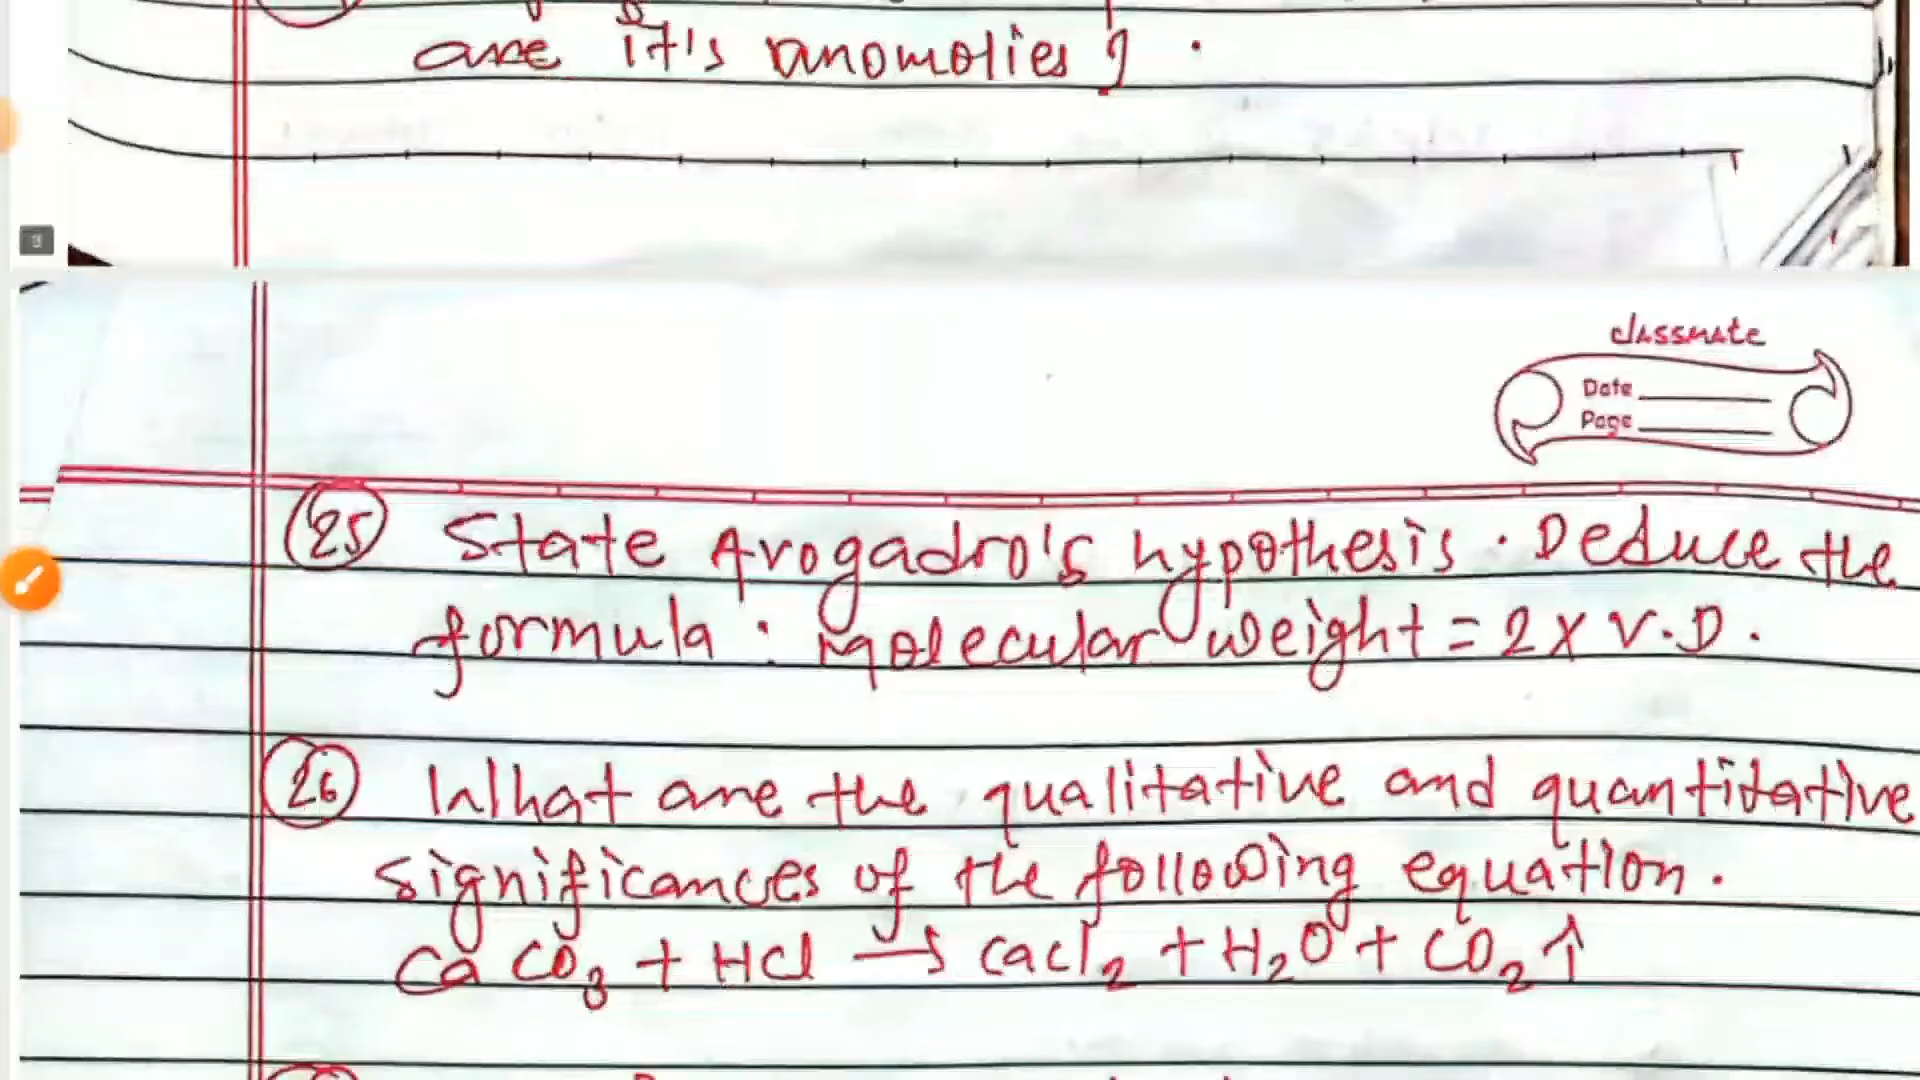 are it's anomolies ?
3
classmate
Date
Page
25 State Avogadro's hypothesis. Deduce the
formula : Molecular weight = 2 x V.D.
26 What are the qualitative and quantitative
significances of the following equation.
CaCO3 + HCl → CaCl2 + H2O + CO2 ↑